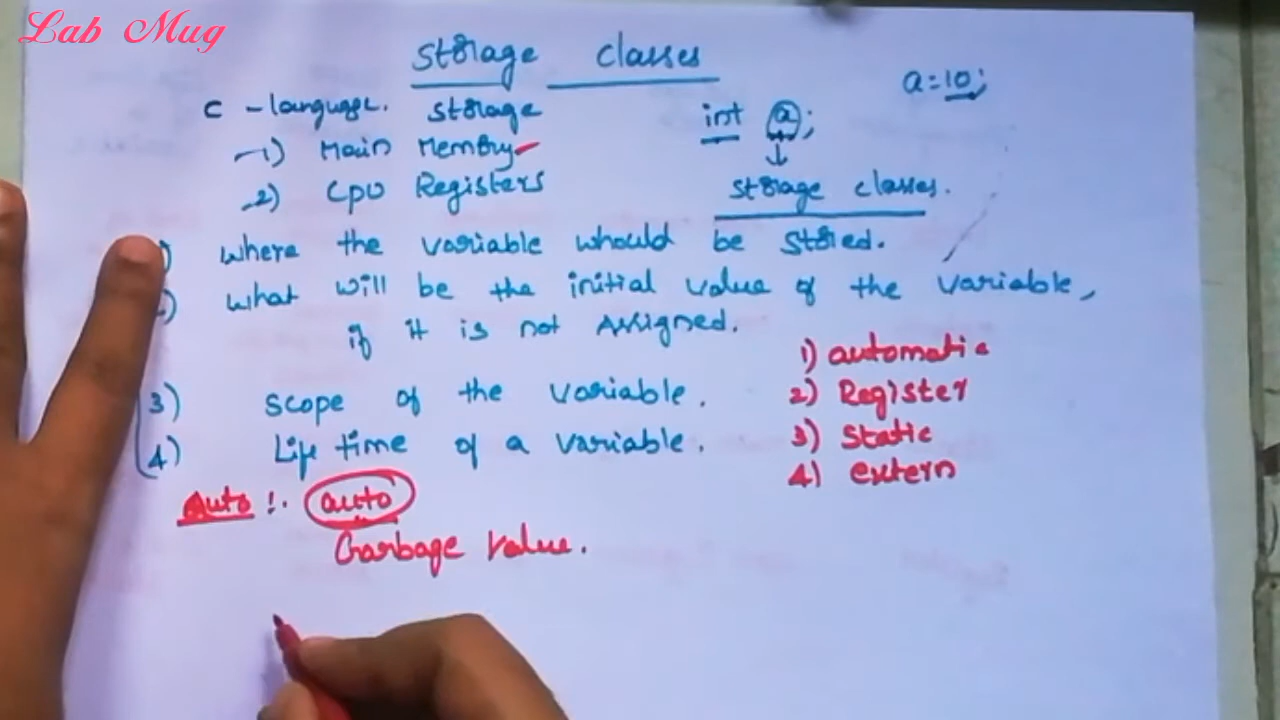 Lab Mug
Storage classes
a=10;
C - language. storage
int a;
1) Main Memory
2) CPU Registers
storage classes.
) where the variable whould be stored.
2) what will be the initial value of the variable,
if it is not Assigned.
1) automatic
2) Register
3) Static
4) extern
3) Scope of the variable.
4) Life time of a variable.
Auto :. auto
Garbage value.